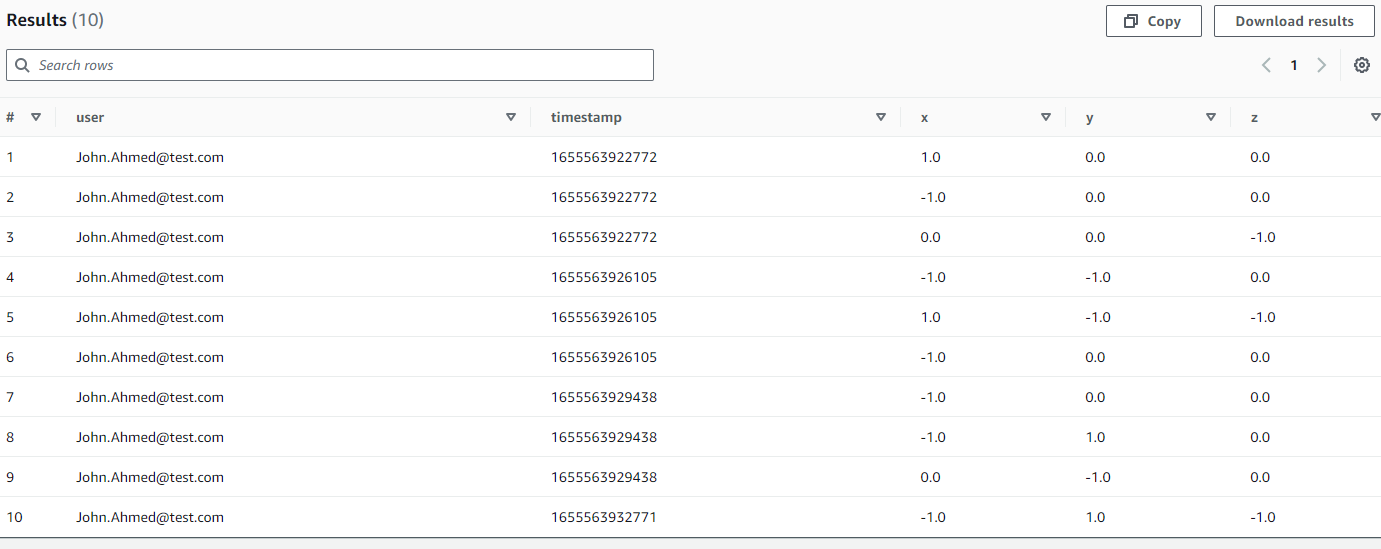 Results (10) Copy Download results
Search rows 1
# user timestamp x y z
1 John.Ahmed@test.com 1655563922772 1.0 0.0 0.0
2 John.Ahmed@test.com 1655563922772 -1.0 0.0 0.0
3 John.Ahmed@test.com 1655563922772 0.0 0.0 -1.0
4 John.Ahmed@test.com 1655563926105 -1.0 -1.0 0.0
5 John.Ahmed@test.com 1655563926105 1.0 -1.0 -1.0
6 John.Ahmed@test.com 1655563926105 -1.0 0.0 0.0
7 John.Ahmed@test.com 1655563929438 -1.0 0.0 0.0
8 John.Ahmed@test.com 1655563929438 -1.0 1.0 0.0
9 John.Ahmed@test.com 1655563929438 0.0 -1.0 0.0
10 John.Ahmed@test.com 1655563932771 -1.0 1.0 -1.0